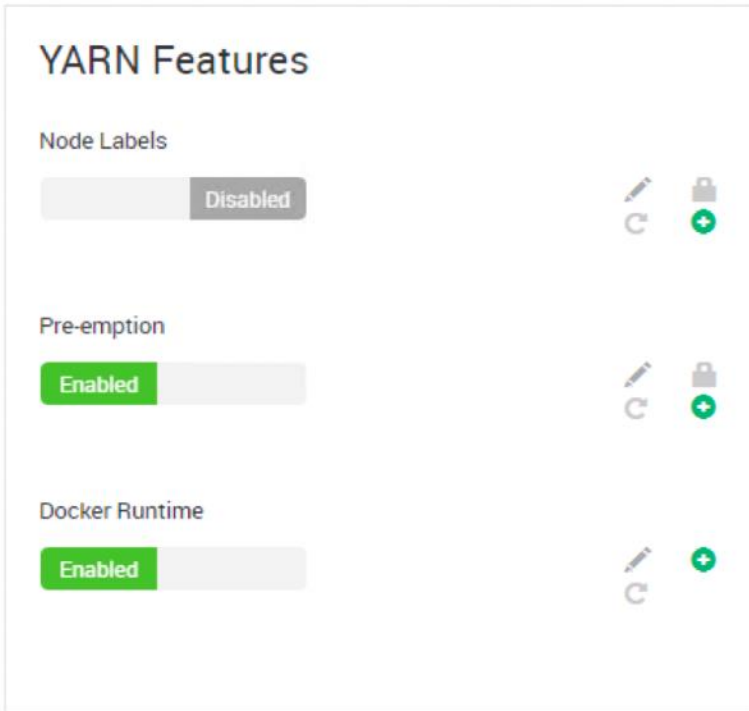 YARN Features
Node Labels
Disabled
Pre-emption
Enabled
Docker Runtime
Enabled